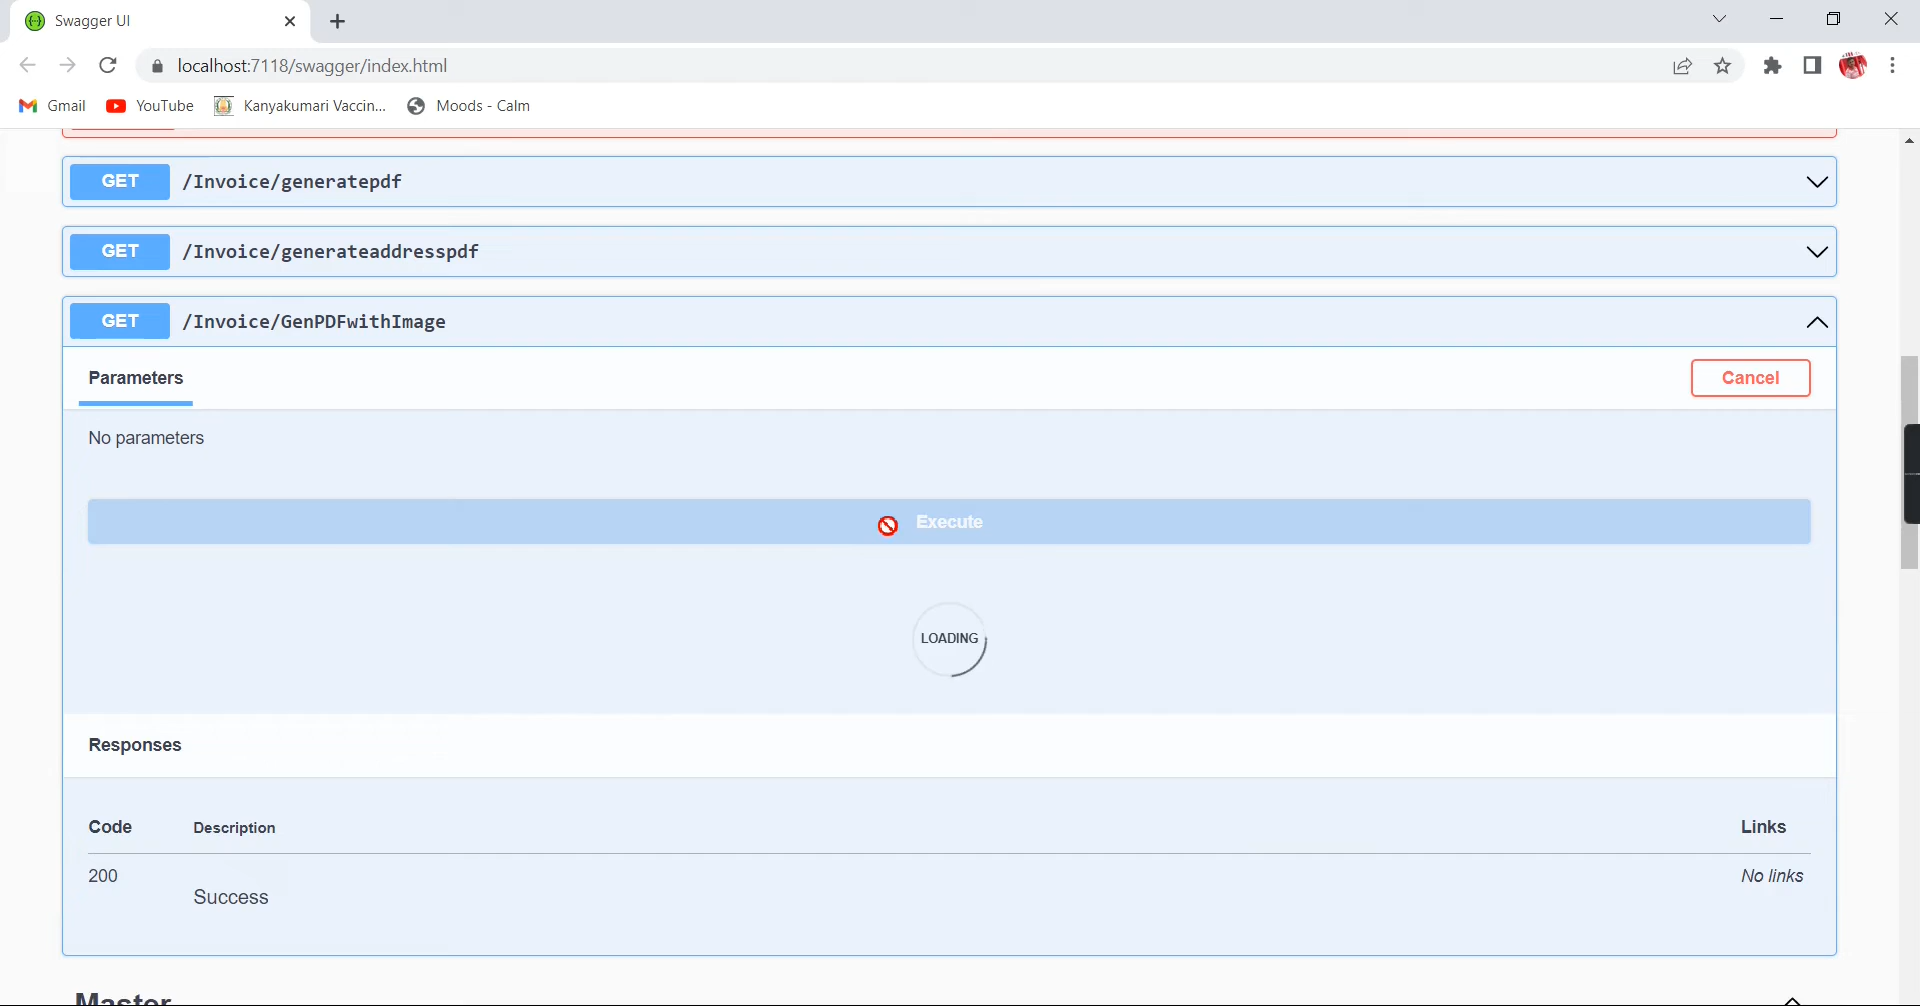 Swagger UI
localhost:7118/swagger/index.html
Gmail
YouTube
Kanyakumari Vaccin...
Moods - Calm
GET /Invoice/generatepdf
GET /Invoice/generateaddresspdf
GET /Invoice/GenPDFwithImage
Parameters
Cancel
No parameters
Execute
LOADING
Responses
Code Description Links
200 No links
Success
Master